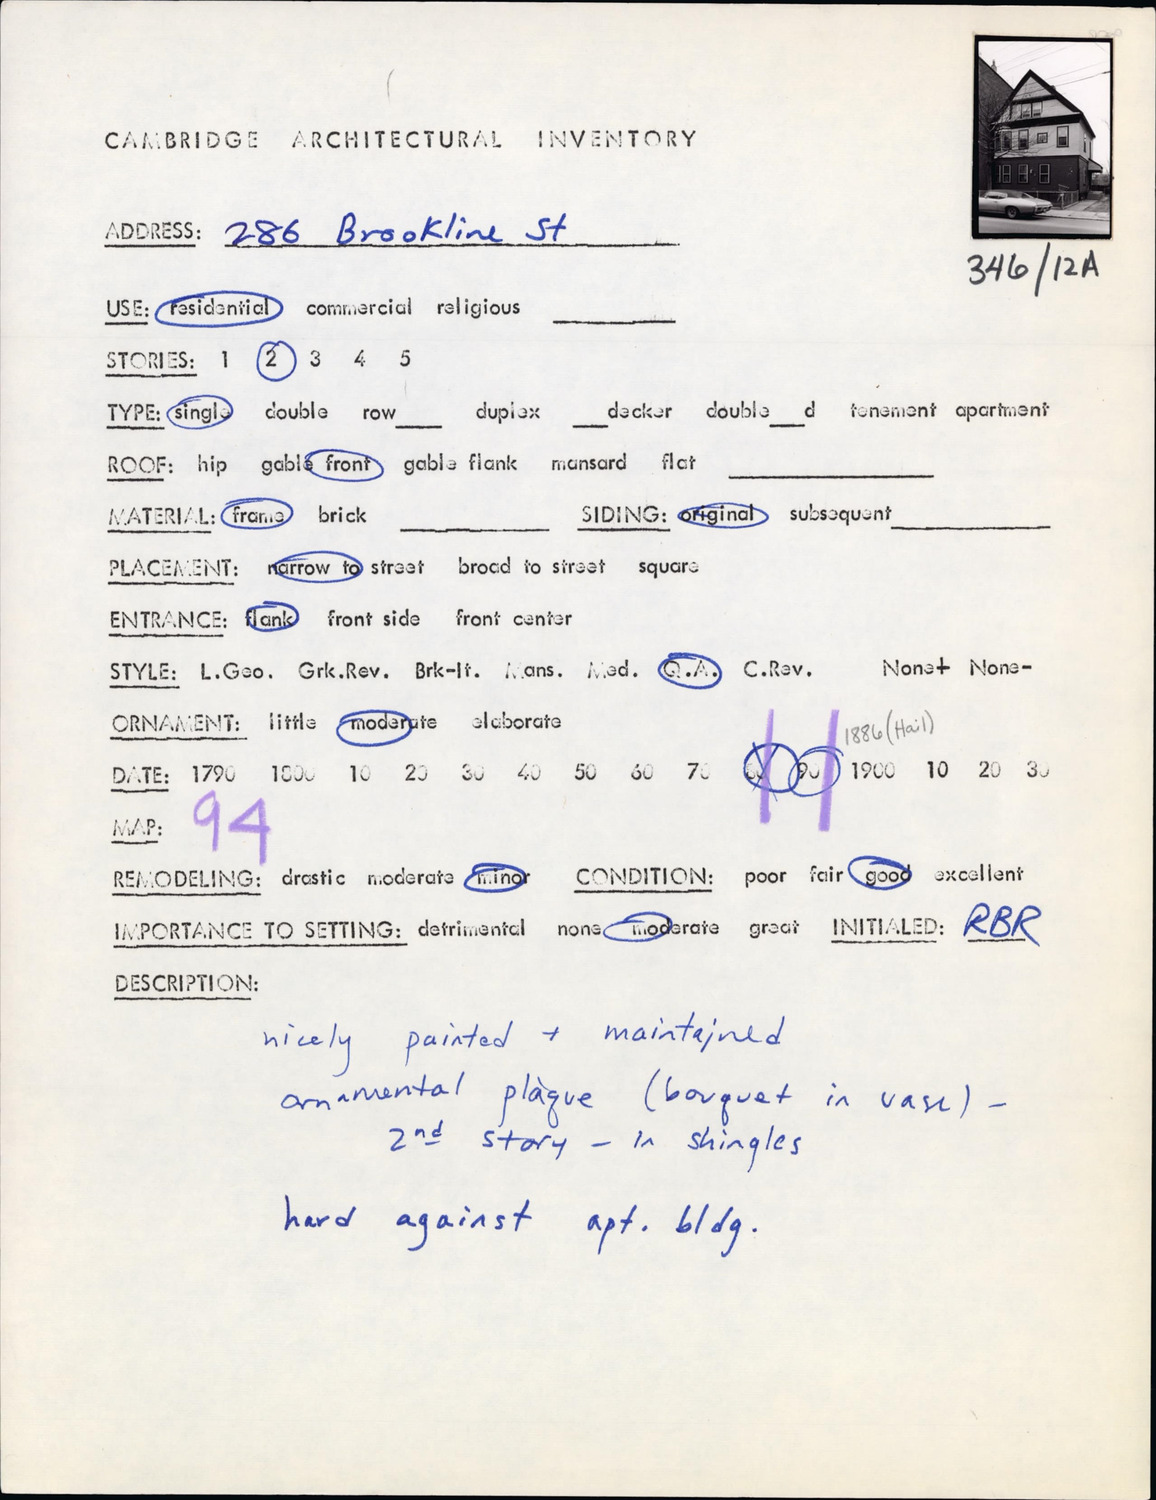 CAMBRIDGE ARCHITECTURAL INVENTORY
ADDRESS: 286 Brookline St
346/12A
USE: residential commercial religious
STORIES: 1 2 3 4 5
TYPE: single double row___ duplex ___decker double___d tenement apartment
ROOF: hip gable front gable flank mansard flat
MATERIAL: frame brick SIDING: original subsequent
PLACEMENT: narrow to street broad to street square
ENTRANCE: flank front side front center
STYLE: L.Geo. Grk.Rev. Brk-It. Mans. Med. Q.A. C.Rev. None+ None-
ORNAMENT: little moderate elaborate
1886 (Hail)
DATE: 1790 1800 10 20 30 40 50 60 70 80 90 1900 10 20 30
MAP: 94
REMODELING: drastic moderate minor CONDITION: poor fair good excellent
IMPORTANCE TO SETTING: detrimental none moderate great INITIALED: RBR
DESCRIPTION:
nicely painted + maintained
ornamental plaque (bouquet in vase) -
2nd story - in shingles
hard against apt. bldg.